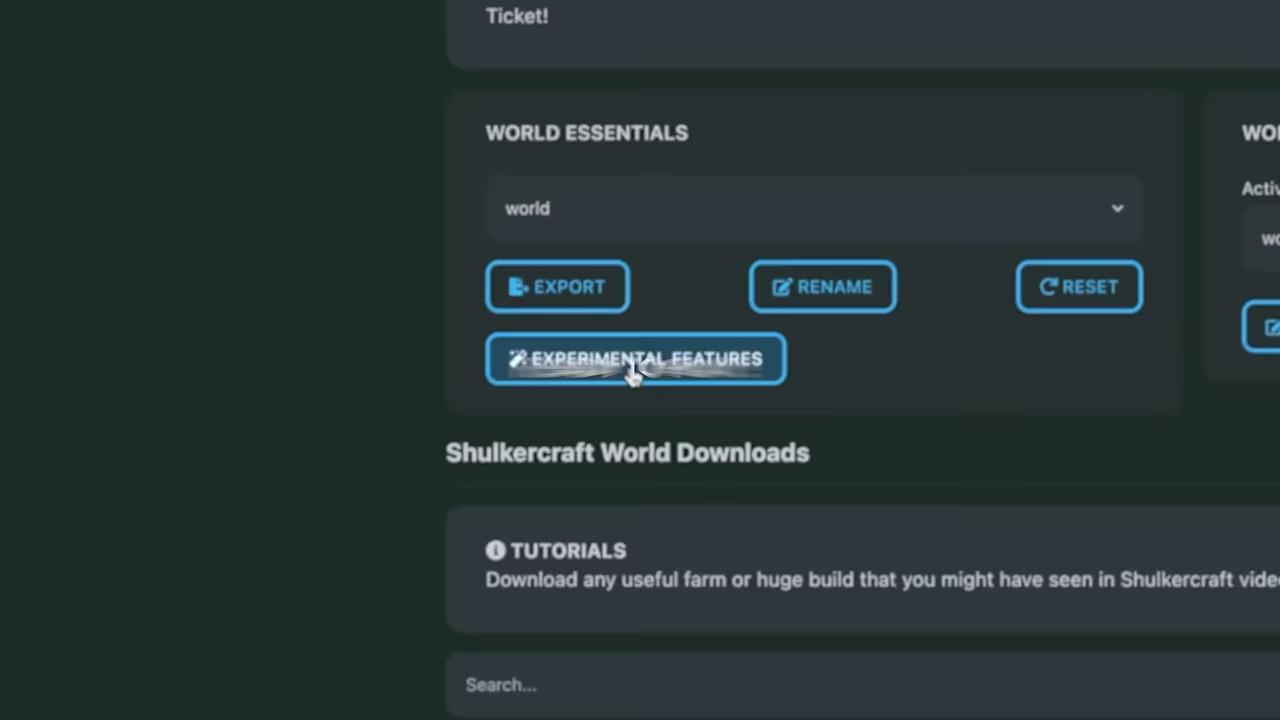 Ticket!
WORLD ESSENTIALS
world
EXPORT
RENAME
RESET
EXPERIMENTAL FEATURES
Shulkercraft World Downloads
TUTORIALS
Download any useful farm or huge build that you might have seen in Shulkercraft
Search...